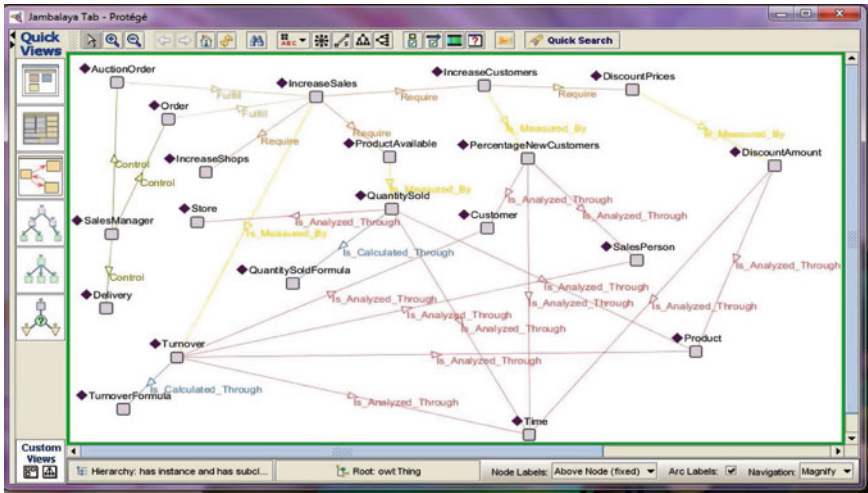 Jambalaya Tab - Protégé
Quick Views
ABC
Quick Search
AuctionOrder
IncreaseSales
IncreaseCustomers
DiscountPrices
Fulfill
Order
Fulfill
Require
Require
Is_Measured_By
Is_Measured_By
Require
Require
ProductAvailable
PercentageNewCustomers
DiscountAmount
IncreaseShops
Control
Control
Is_Measured_By
QuantitySold
Store
Is_Analyzed_Through
Customer
Is_Analyzed_Through
Is_Analyzed_Through
SalesManager
Is_Measured_By
Is_Calculated_Through
SalesPerson
QuantitySoldFormula
Is_Analyzed_Through
Control
Is_Analyzed_Through
Delivery
Is_Analyzed_Through
Is_Analyzed_Through
Is_Analyzed_Through
Is_Analyzed_Through
Is_Analyzed_Through
Turnover
Product
Is_Analyzed_Through
Is_Calculated_Through
TurnoverFormula
Is_Analyzed_Through
Time
Custom Views
Hierarchy: has instance and has subcl...
Root: owl:Thing
Node Labels: Above Node (fixed)
Arc Labels:
Navigation: Magnify